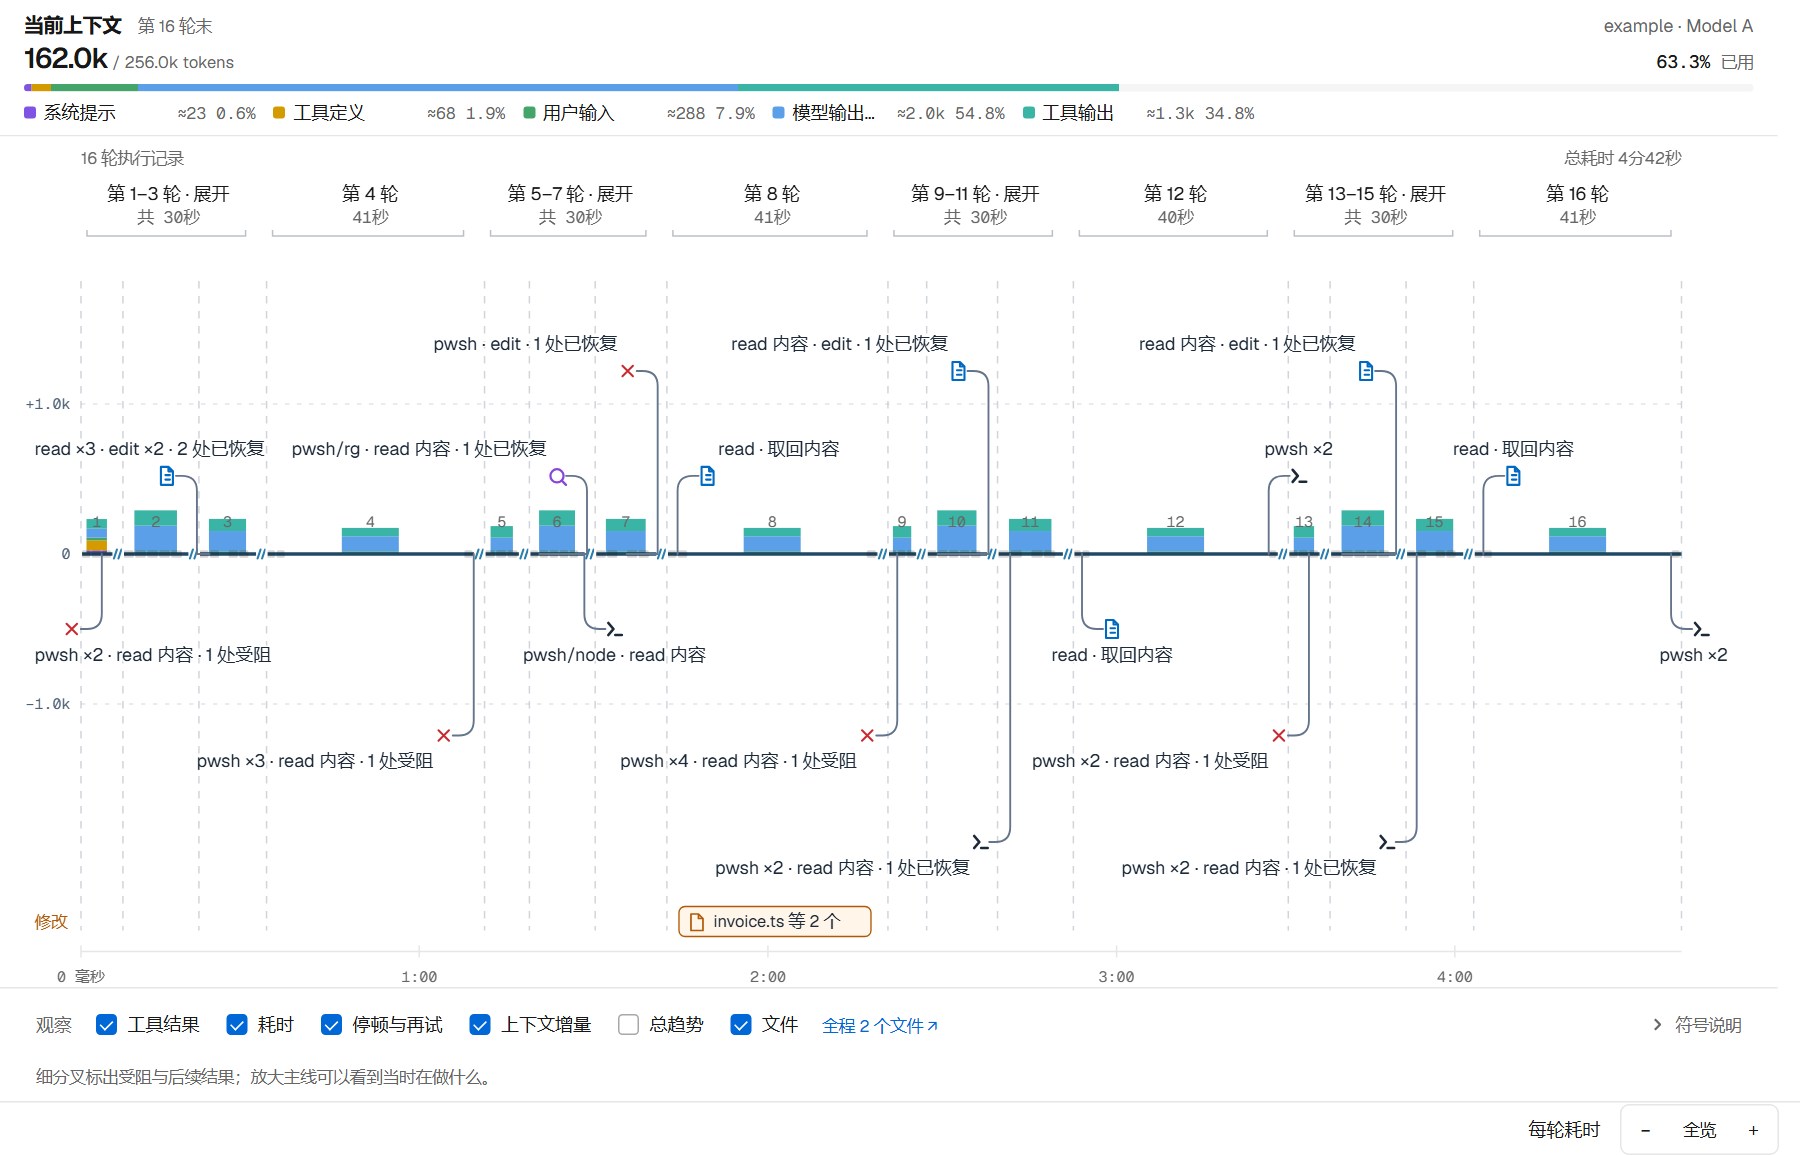 当前上下文 第 16 轮末 example · Model A
162.0k / 256.0k tokens 63.3% 已用
系统提示 ≈23 0.6% 工具定义 ≈68 1.9% 用户输入 ≈288 7.9% 模型输出… ≈2.0k 54.8% 工具输出 ≈1.3k 34.8%
16 轮执行记录 总耗时 4分42秒
第 1–3 轮 · 展开 第 4 轮 第 5–7 轮 · 展开 第 8 轮 第 9–11 轮 · 展开 第 12 轮 第 13–15 轮 · 展开 第 16 轮
共 30秒 41秒 共 30秒 41秒 共 30秒 40秒 共 30秒 41秒
pwsh · edit · 1 处已恢复 read 内容 · edit · 1 处已恢复 read 内容 · edit · 1 处已恢复
+1.0k
read ×3 · edit ×2 · 2 处已恢复 pwsh/rg · read 内容 · 1 处已恢复 read · 取回内容 pwsh ×2 read · 取回内容
1 2 3 4 5 6 7 8 9 10 11 12 13 14 15 16
0
pwsh ×2 · read 内容 · 1 处受阻 pwsh/node · read 内容 read · 取回内容 pwsh ×2
−1.0k
pwsh ×3 · read 内容 · 1 处受阻 pwsh ×4 · read 内容 · 1 处受阻 pwsh ×2 · read 内容 · 1 处受阻
pwsh ×2 · read 内容 · 1 处已恢复 pwsh ×2 · read 内容 · 1 处已恢复
修改 invoice.ts 等 2 个
0 毫秒 1:00 2:00 3:00 4:00
观察 工具结果 耗时 停顿与再试 上下文增量 总趋势 文件 全程 2 个文件↗ 符号说明
细分叉标出受阻与后续结果；放大主线可以看到当时在做什么。
每轮耗时 − 全览 +